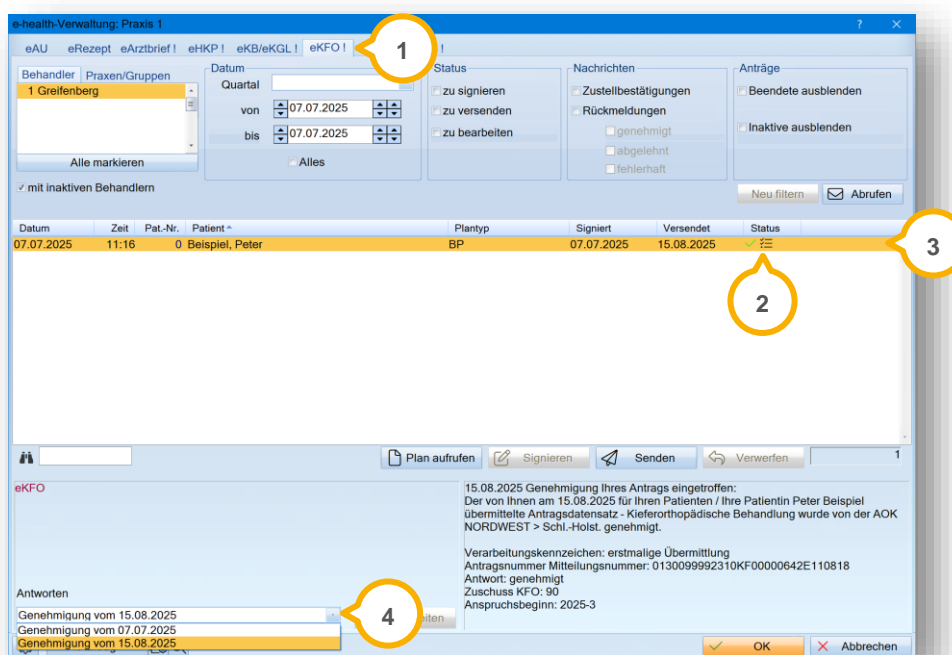 e-health-Verwaltung: Praxis 1
? ×
eAU eRezept eArztbrief ! eHKP ! eKB/eKGL ! eKFO ! 1 !
Behandler Praxen/Gruppen
1 Greifenberg
Alle markieren
mit inaktiven Behandlern
Datum
Quartal
von 07.07.2025
bis 07.07.2025
Alles
Status
zu signieren
zu versenden
zu bearbeiten
Nachrichten
Zustellbestätigungen
Rückmeldungen
genehmigt
abgelehnt
fehlerhaft
Anträge
Beendete ausblenden
Inaktive ausblenden
Neu filtern Abrufen
Datum Zeit Pat.-Nr. Patient Plantyp Signiert Versendet Status
07.07.2025 11:16 0 Beispiel, Peter BP 07.07.2025 15.08.2025
3
2
Plan aufrufen Signieren Senden Verwerfen 1
eKFO
15.08.2025 Genehmigung Ihres Antrags eingetroffen:
Der von Ihnen am 15.08.2025 für Ihren Patienten / Ihre Patientin Peter Beispiel
übermittelte Antragsdatensatz - Kieferorthopädische Behandlung wurde von der AOK
NORDWEST > Schl.-Holst. genehmigt.
Verarbeitungskennzeichen: erstmalige Übermittlung
Antragsnummer Mitteilungsnummer: 0130099992310KF00000642E110818
Antwort: genehmigt
Zuschuss KFO: 90
Anspruchsbeginn: 2025-3
Antworten
Genehmigung vom 15.08.2025
Genehmigung vom 07.07.2025
Genehmigung vom 15.08.2025
4
eiten
OK Abbrechen